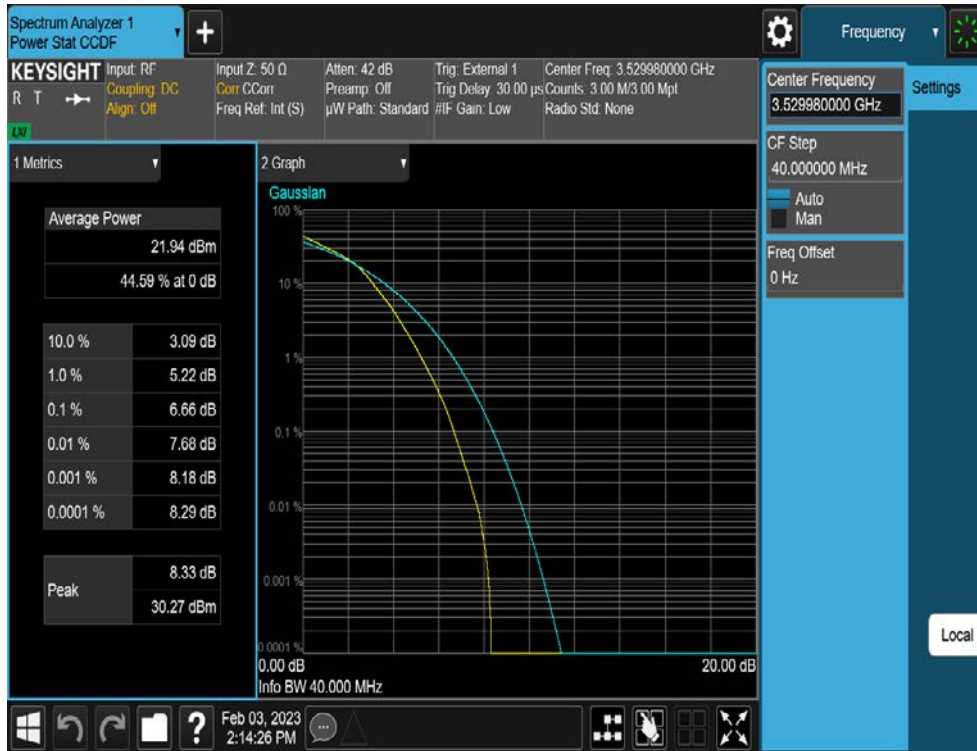 Spectrum Analyzer 1
Power Stat CCDF
+
Frequency
KEYSIGHT
R T
LXI
Input: RF
Coupling: DC
Align: Off
Input Z: 50 Ω
Corr CCorr
Freq Ref: Int (S)
Atten: 42 dB
Preamp: Off
µW Path: Standard
Trig: External 1
Trig Delay: 30.00 µs
#IF Gain: Low
Center Freq: 3.529980000 GHz
Counts: 3.00 M/3.00 Mpt
Radio Std: None
Center Frequency
3.529980000 GHz
Settings
CF Step
40.000000 MHz
Auto
Man
Freq Offset
0 Hz
Local
1 Metrics
Average Power
21.94 dBm
44.59 % at 0 dB
10.0 % 3.09 dB
1.0 % 5.22 dB
0.1 % 6.66 dB
0.01 % 7.68 dB
0.001 % 8.18 dB
0.0001 % 8.29 dB
Peak
8.33 dB
30.27 dBm
2 Graph
Gaussian
100 %
10 %
1 %
0.1 %
0.01 %
0.001 %
0.0001 %
0.00 dB 20.00 dB
Info BW 40.000 MHz
?
Feb 03, 2023
2:14:26 PM